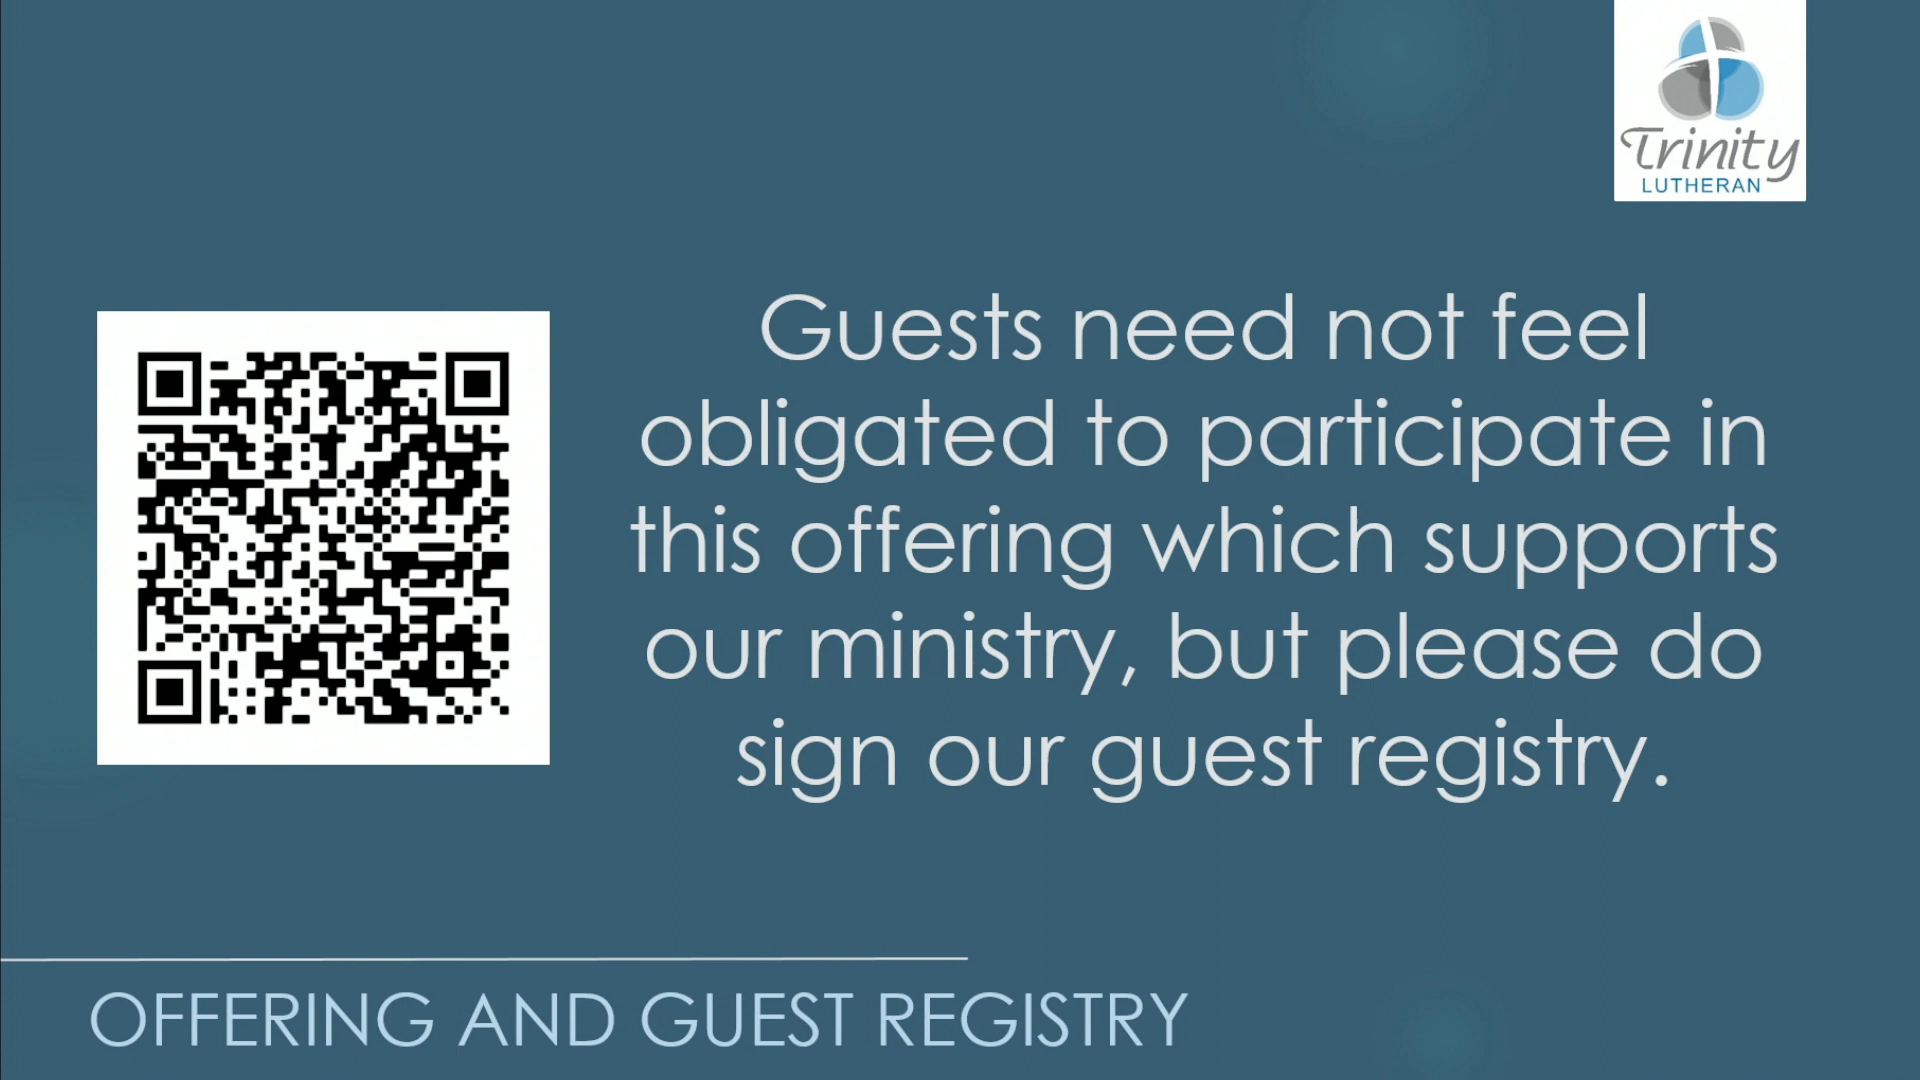 Trinity
LUTHERAN
Guests need not feel
obligated to participate in
this offering which supports
our ministry, but please do
sign our guest registry.
OFFERING AND GUEST REGISTRY